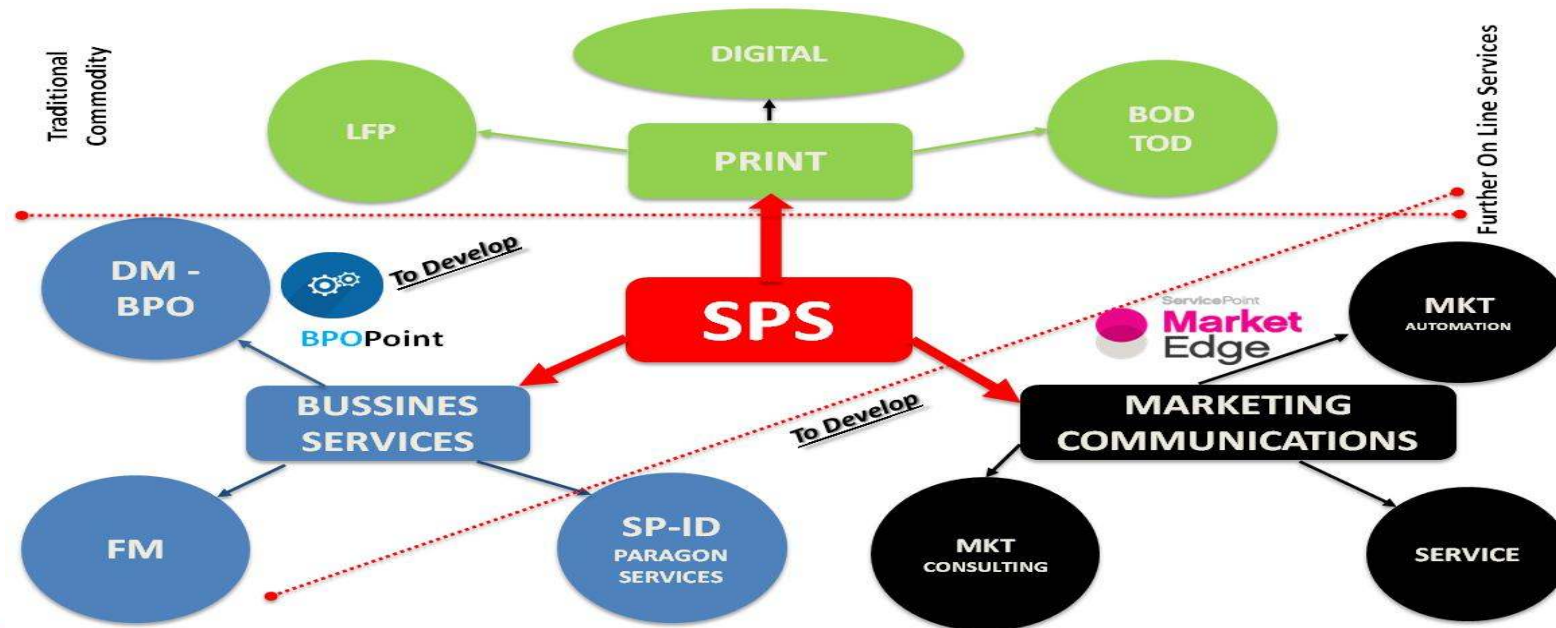 Traditional
Commodity
DIGITAL
LFP
PRINT
BOD
TOD
Further On Line Services
DM -
BPO
To Develop
BPOPoint
SPS
ServicePoint
Market
Edge
MKT
AUTOMATION
BUSSINES
SERVICES
To Develop
MARKETING
COMMUNICATIONS
FM
SP-ID
PARAGON
SERVICES
MKT
CONSULTING
SERVICE